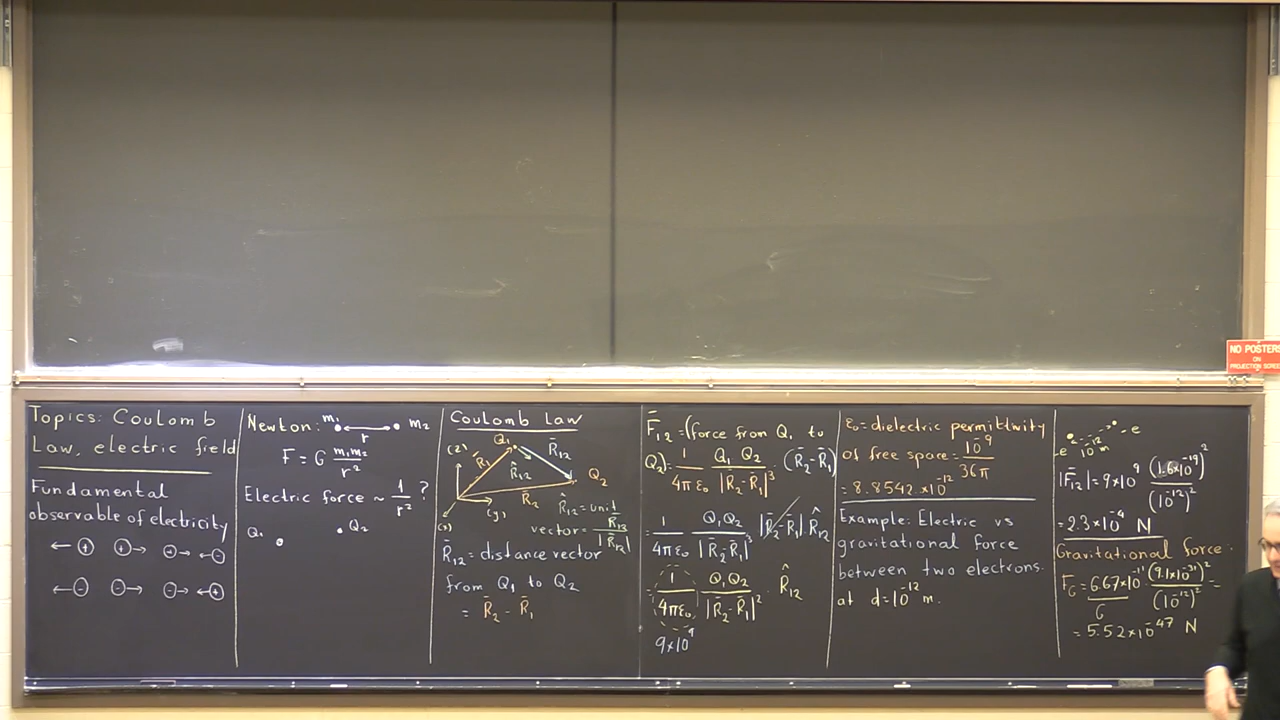 NO POSTERS
ON
PROJECTION SCREEN
Topics: Coulomb
Law, electric field
Fundamental
observable of electricity
← ⊕ ⊕ → ⊕ → ← ⊖
← ⊖ ⊖ → ⊖ → ← ⊕
Newton: m₁ m₂
r
F = G m₁m₂ / r²
Electric force ~ 1/r² ?
Q₁ Q₂
Coulomb Law
(z) R̄₁ Q₁ R̄₁₂
R̂₁₂ Q₂
R̄₂
(x) (y)
R̂₁₂ = unit
vector = R̄₁₂ / |R̄₁₂|
R̄₁₂ = distance vector
from Q₁ to Q₂
= R̄₂ - R̄₁
F̄₁₂ = (force from Q₁ to
Q₂) = 1/4πε₀ Q₁Q₂/|R̄₂-R̄₁|³ (R̄₂-R̄₁)
= 1/4πε₀ Q₁Q₂/|R̄₂-R̄₁|³ |R̄₂-R̄₁| R̂₁₂
= 1/4πε₀ Q₁Q₂/|R̄₂-R̄₁|² · R̂₁₂
9×10⁹
ε₀ = dielectric permittivity
of free space = 10⁻⁹/36π
= 8.8542·10⁻¹²
Example: Electric vs
gravitational force
between two electrons.
at d=10⁻¹² m.
e 10⁻¹² m e
|F̄₁₂| = 9×10⁹ (1.6×10⁻¹⁹)² / (10⁻¹²)²
= 2.3×10⁻⁴ N
Gravitational force:
F_G = 6.67×10⁻¹¹ (9.1×10⁻³¹)² / (10⁻¹²)² =
G
= 5.52×10⁻⁴⁷ N